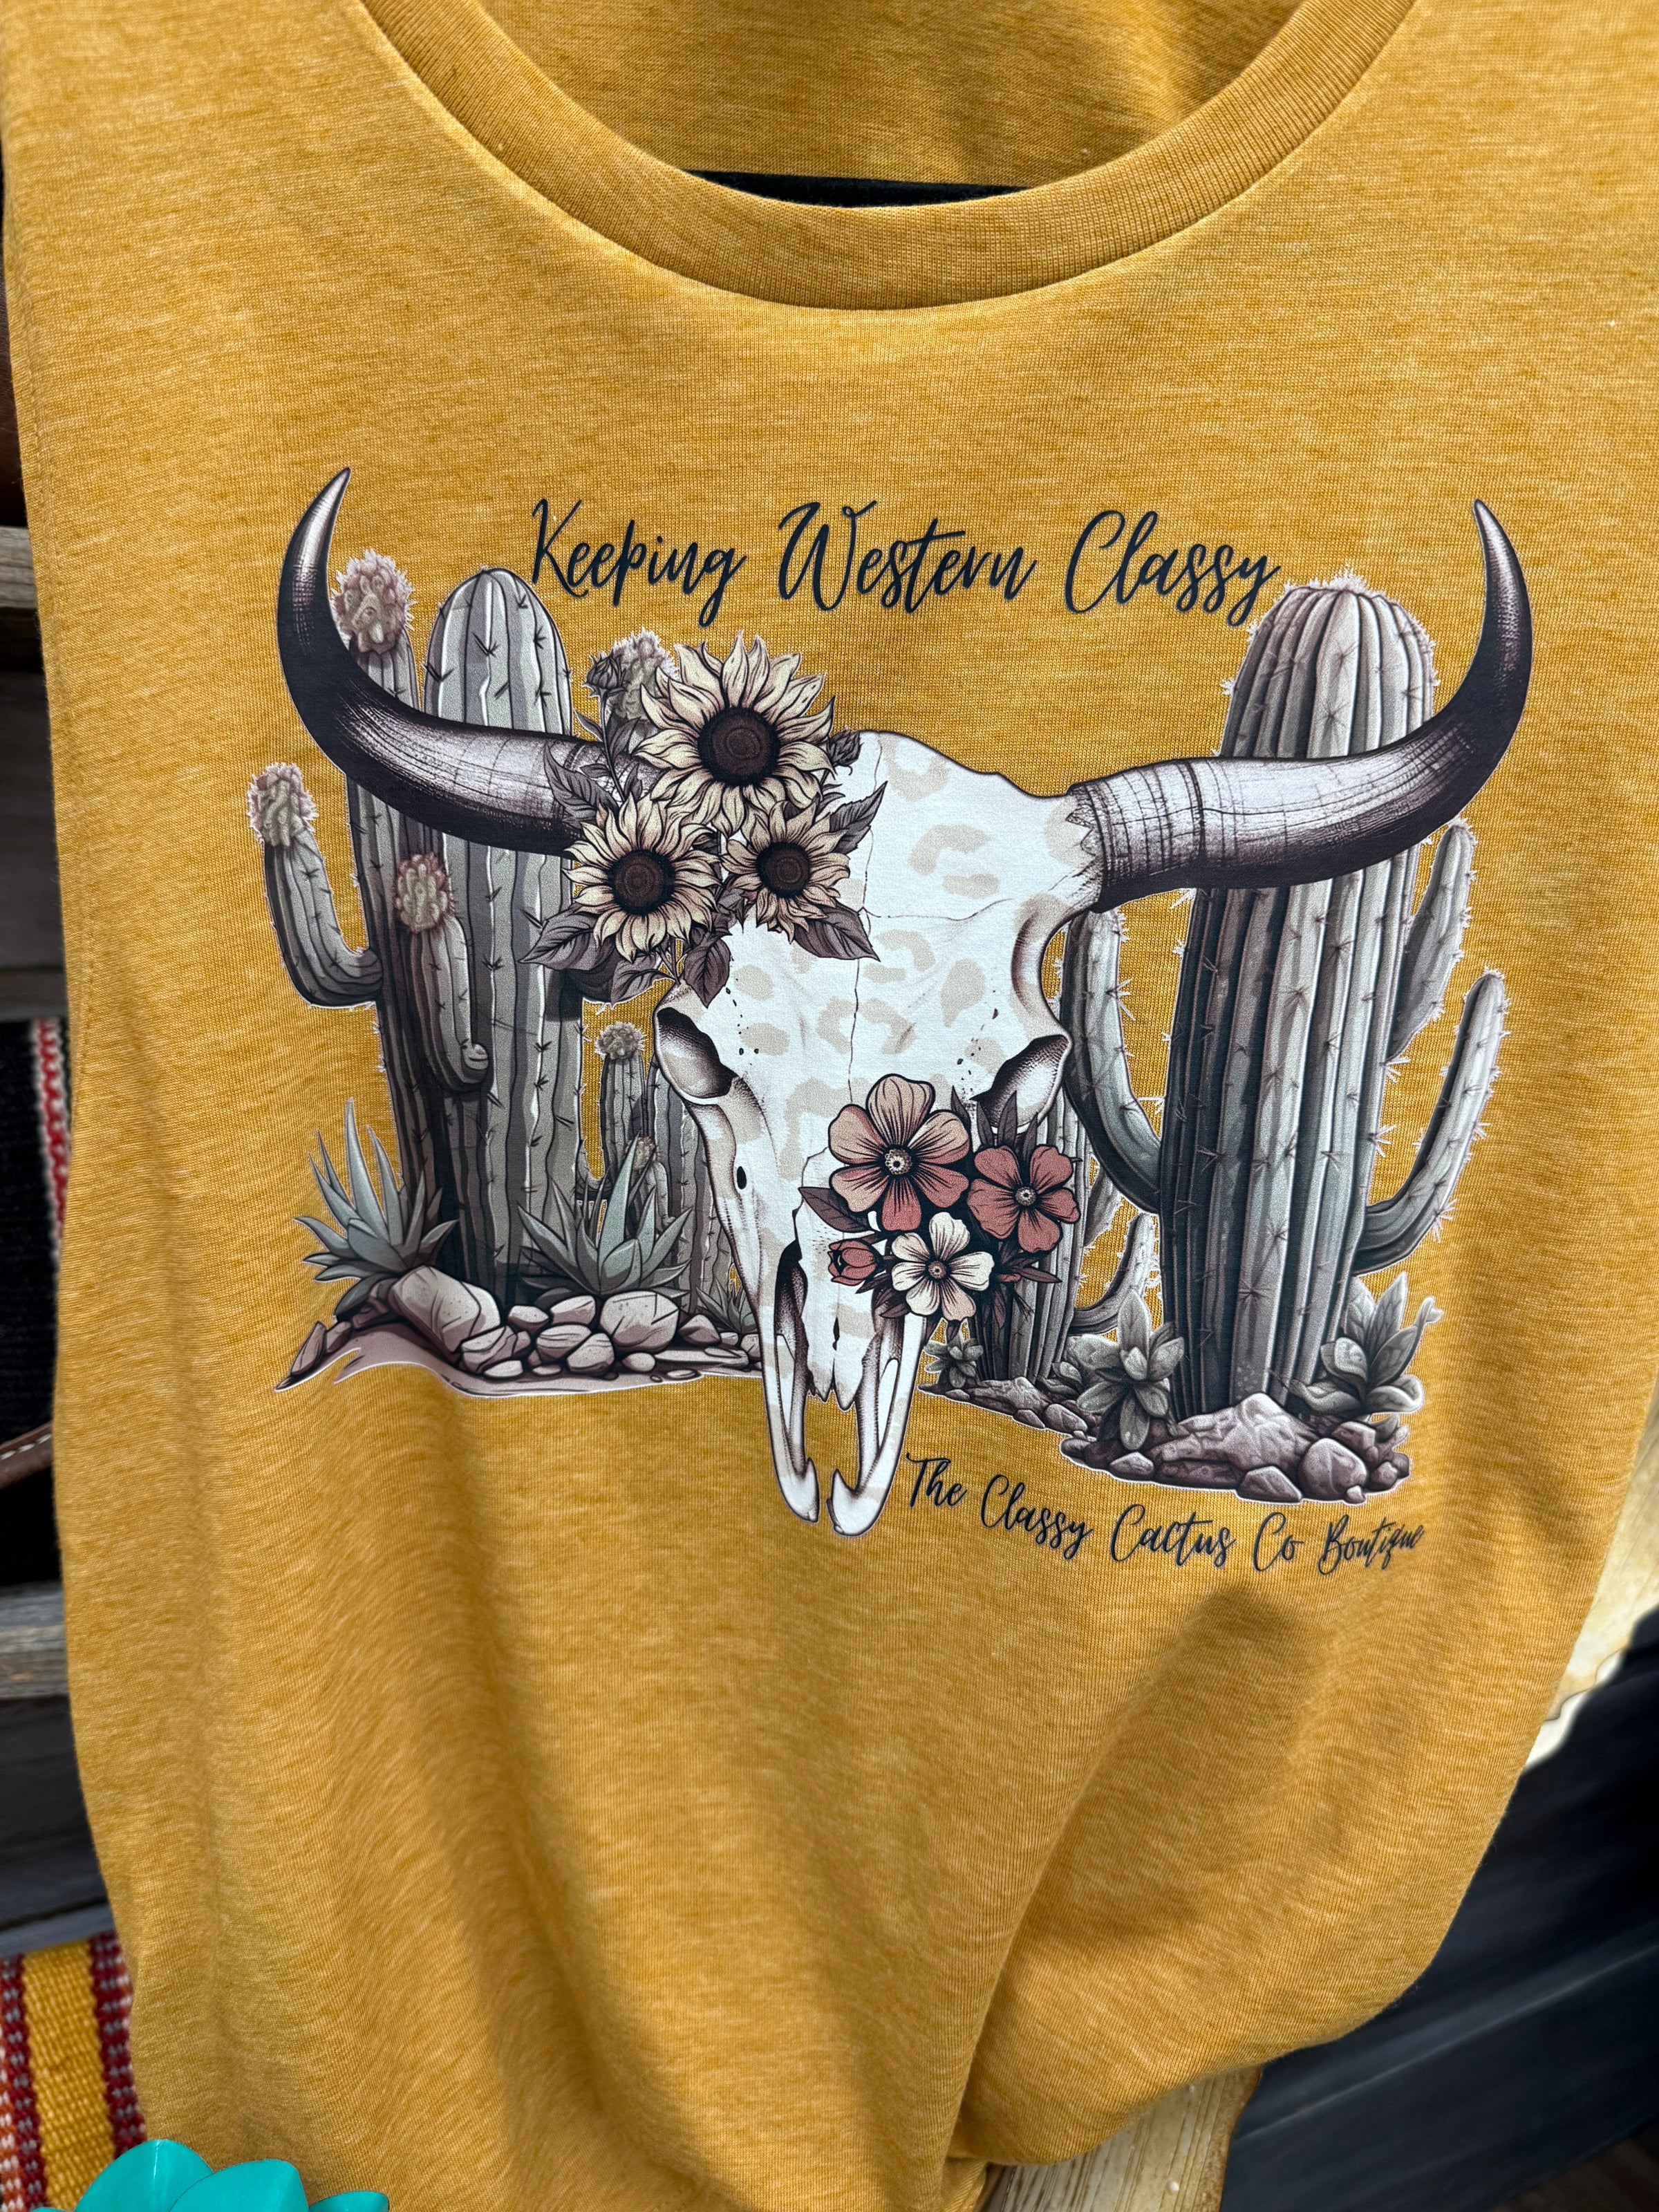 Keeping Western Classy
The Classy Cactus Co Boutique